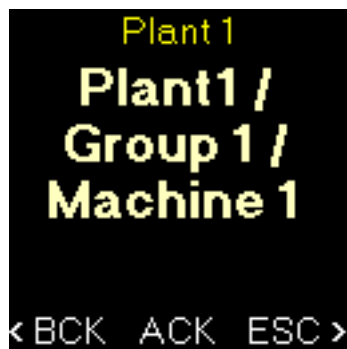 Plant 1
Plant1 /
Group 1 /
Machine 1
< BCK ACK ESC >